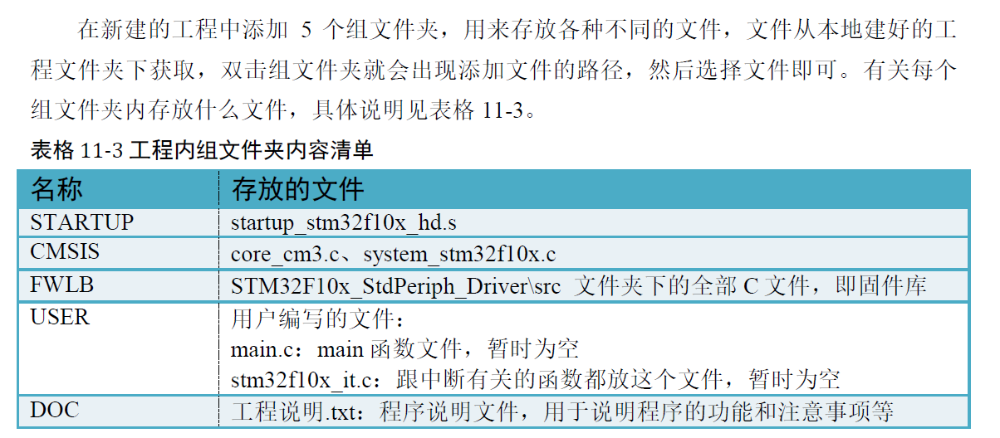 在新建的工程中添加 5 个组文件夹，用来存放各种不同的文件，文件从本地建好的工
程文件夹下获取，双击组文件夹就会出现添加文件的路径，然后选择文件即可。有关每个
组文件夹内存放什么文件，具体说明见表格 11-3。
表格 11-3 工程内组文件夹内容清单
名称 存放的文件
STARTUP startup_stm32f10x_hd.s
CMSIS core_cm3.c、system_stm32f10x.c
FWLB STM32F10x_StdPeriph_Driver\src 文件夹下的全部 C 文件，即固件库
USER 用户编写的文件：
main.c：main 函数文件，暂时为空
stm32f10x_it.c：跟中断有关的函数都放这个文件，暂时为空
DOC 工程说明.txt：程序说明文件，用于说明程序的功能和注意事项等